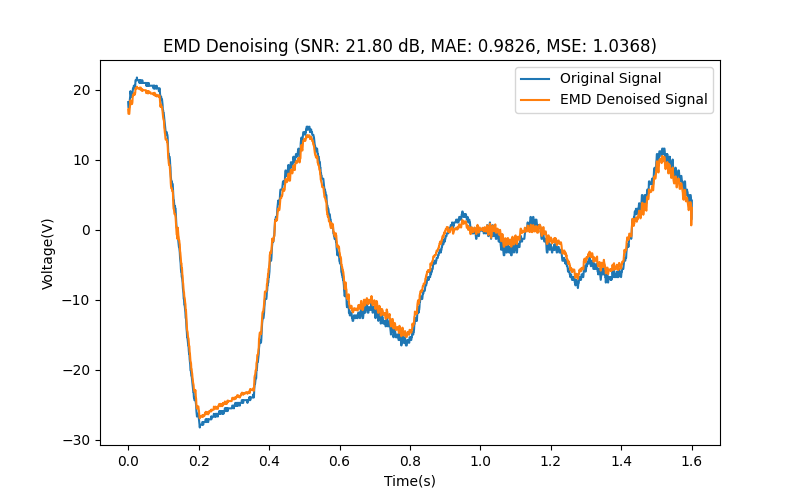 EMD Denoising (SNR: 21.80 dB, MAE: 0.9826, MSE: 1.0368)
Original Signal
EMD Denoised Signal
20
10
0
−10
−20
−30
Voltage(V)
0.0 0.2 0.4 0.6 0.8 1.0 1.2 1.4 1.6
Time(s)